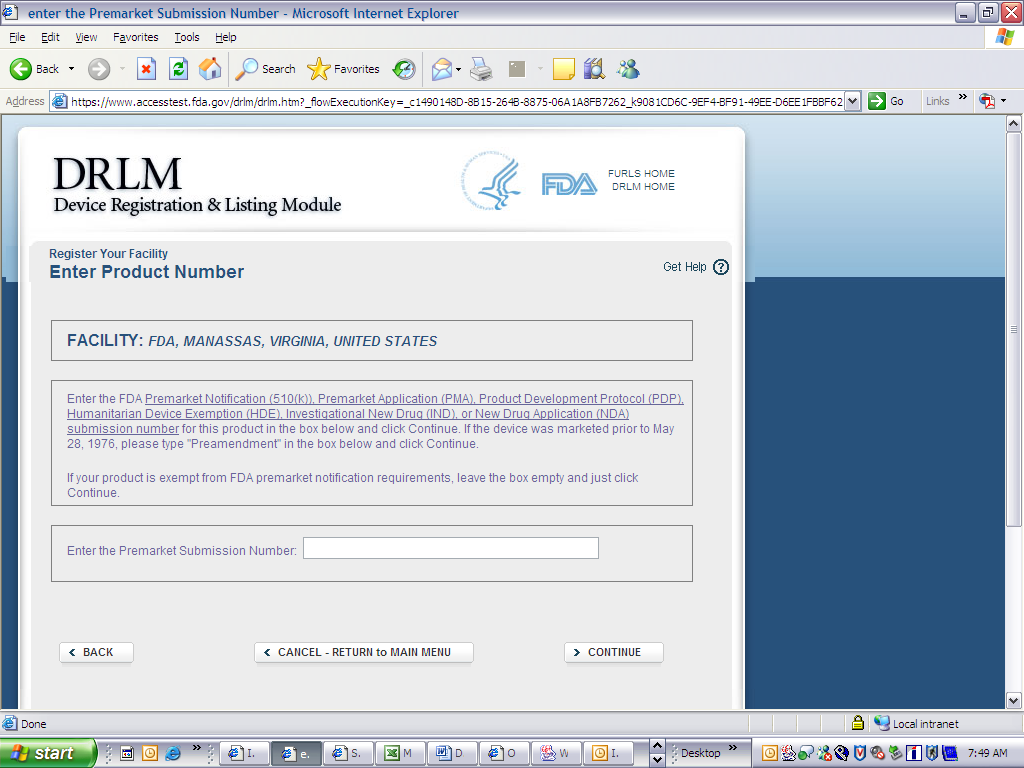 enter the Premarket Submission Number - Microsoft Internet Explorer
File Edit View Favorites Tools Help
Back Search Favorites
Address https://www.accesstest.fda.gov/drlm/drlm.htm?_flowExecutionKey=_c1490148D-8B15-264B-8875-06A1A8FB7262_k9081CD6C-9EF4-BF91-49EE-D6EE1FBBF62 Go Links
DRLM
Device Registration & Listing Module
FDA
FURLS HOME
DRLM HOME
Register Your Facility
Enter Product Number
Get Help ?
FACILITY: FDA, MANASSAS, VIRGINIA, UNITED STATES
Enter the FDA Premarket Notification (510(k)), Premarket Application (PMA), Product Development Protocol (PDP),
Humanitarian Device Exemption (HDE), Investigational New Drug (IND), or New Drug Application (NDA)
submission number for this product in the box below and click Continue. If the device was marketed prior to May
28, 1976, please type "Preamendment" in the box below and click Continue.
If your product is exempt from FDA premarket notification requirements, leave the box empty and just click
Continue.
Enter the Premarket Submission Number:
< BACK
< CANCEL - RETURN to MAIN MENU
> CONTINUE
Done Local intranet
start » I. e. S. M D O W I. Desktop » 7:49 AM